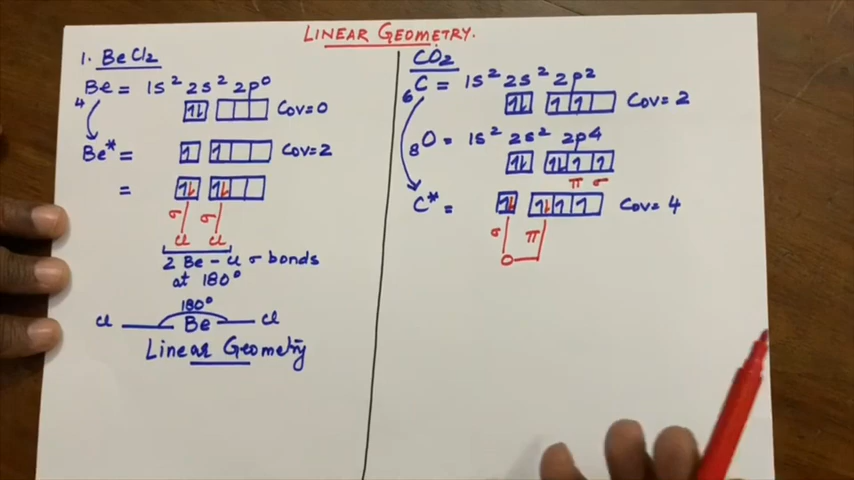 LINEAR GEOMETRY.
1. BeCl2
4Be = 1s² 2s² 2p⁰
Cov=0
Be* =
Cov=2
=
σ σ
Cl Cl
2 Be - Cl σ bonds
at 180°
180°
Cl Be Cl
Linear Geometry
CO2
6C = 1s² 2s² 2p²
Cov=2
8O = 1s² 2s² 2p4
π σ
C* =
Cov=4
σ π
O